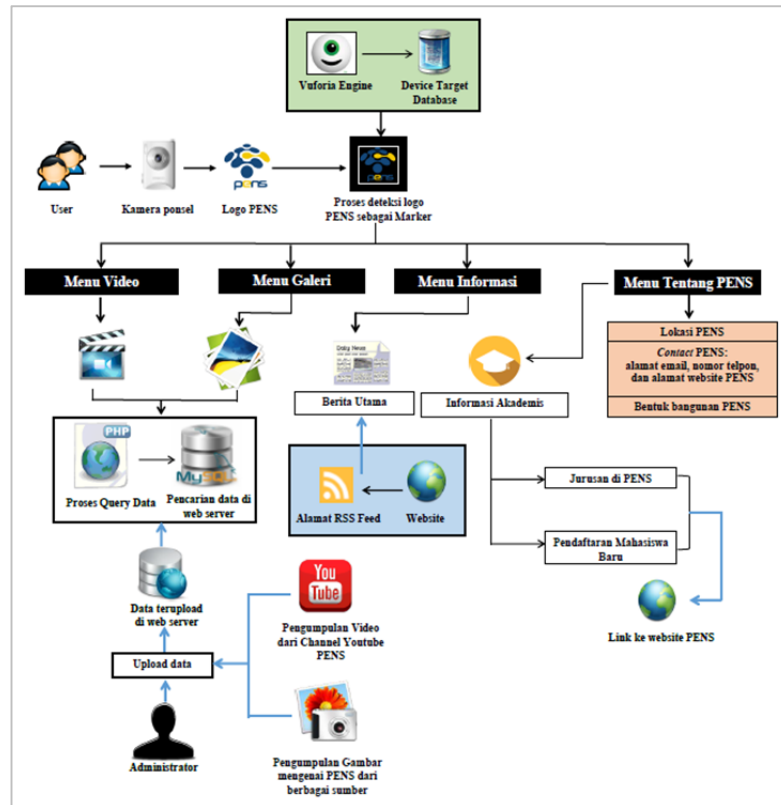 Vuforia Engine
Device Target
Database
pens
pens
User
Kamera ponsel
Logo PENS
Proses deteksi logo
PENS sebagai Marker
Menu Video
Menu Galeri
Menu Informasi
Menu Tentang PENS
Lokasi PENS
Contact PENS:
alamat email, nomor telpon,
dan alamat website PENS
Bentuk bangunan PENS
Daily News
Berita Utama
Informasi Akademis
PHP
MySQL
Proses Query Data
Pencarian data di
web server
Alamat RSS Feed
Website
Jurusan di PENS
Pendaftaran Mahasiswa
Baru
Data terupload
di web server
You
Tube
Pengumpulan Video
dari Channel Youtube
PENS
Link ke website PENS
Upload data
Administrator
Pengumpulan Gambar
mengenai PENS dari
berbagai sumber